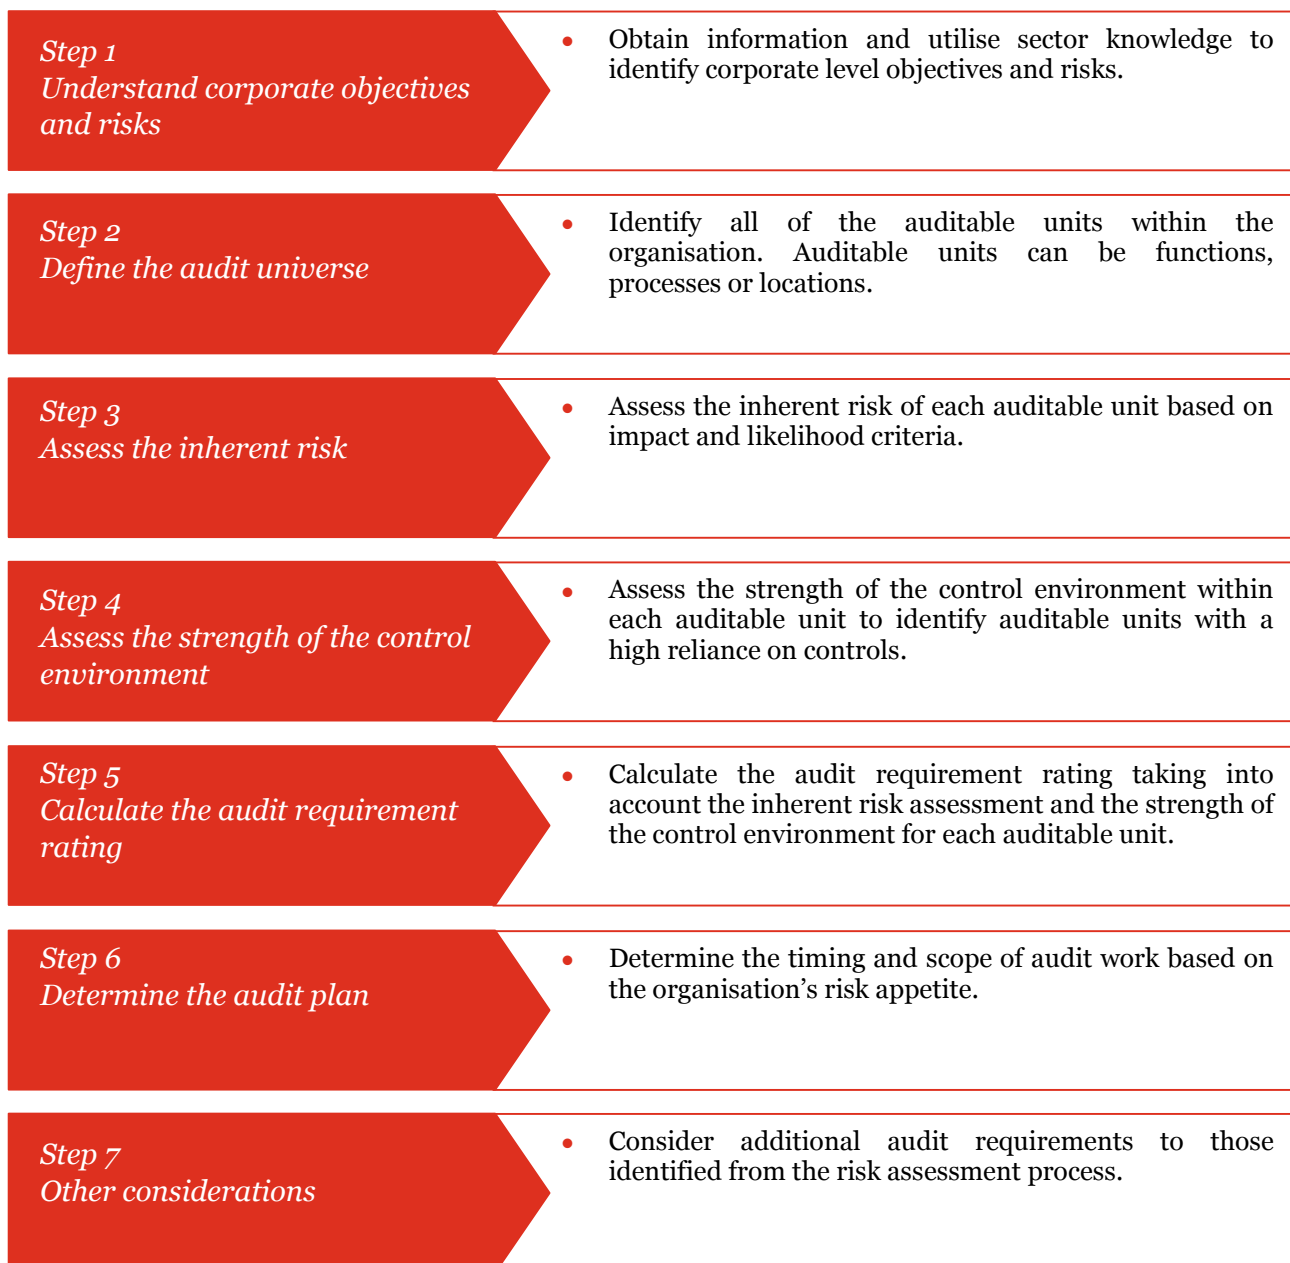 Step 1
Understand corporate objectives
and risks
• Obtain information and utilise sector knowledge to
identify corporate level objectives and risks.
Step 2
Define the audit universe
• Identify all of the auditable units within the
organisation. Auditable units can be functions,
processes or locations.
Step 3
Assess the inherent risk
• Assess the inherent risk of each auditable unit based on
impact and likelihood criteria.
Step 4
Assess the strength of the control
environment
• Assess the strength of the control environment within
each auditable unit to identify auditable units with a
high reliance on controls.
Step 5
Calculate the audit requirement
rating
• Calculate the audit requirement rating taking into
account the inherent risk assessment and the strength of
the control environment for each auditable unit.
Step 6
Determine the audit plan
• Determine the timing and scope of audit work based on
the organisation’s risk appetite.
Step 7
Other considerations
• Consider additional audit requirements to those
identified from the risk assessment process.